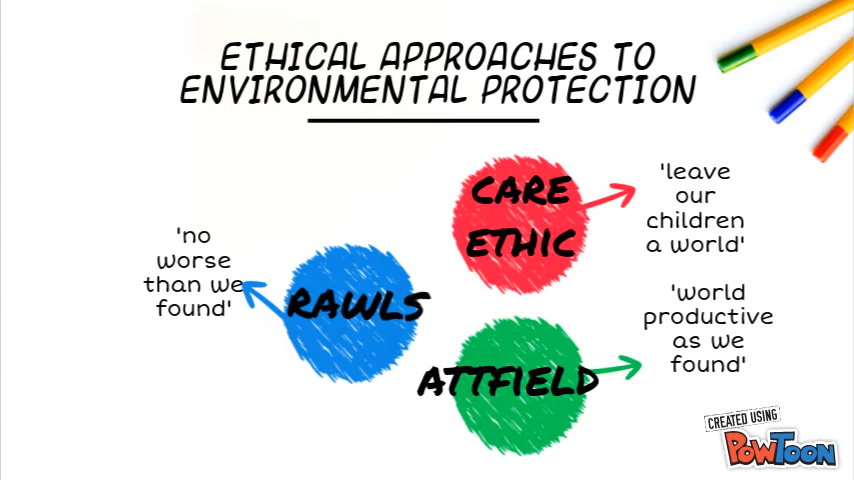 ETHICAL APPROACHES TO
ENVIRONMENTAL PROTECTION
CARE
ETHIC
'leave
our
children
a world'
'no
worse
than we
found'
RAWLS
'world
productive
as we
found'
ATTFIELD
CREATED USING
POWTOON